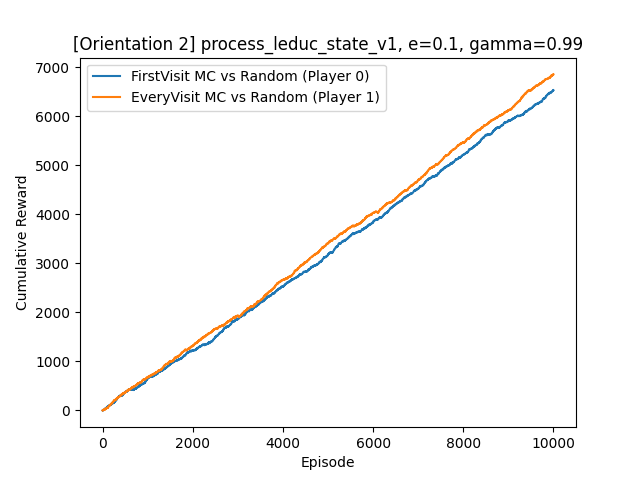 [Orientation 2] process_leduc_state_v1, e=0.1, gamma=0.99
FirstVisit MC vs Random (Player 0)
EveryVisit MC vs Random (Player 1)
7000
6000
5000
4000
3000
2000
1000
0
Cumulative Reward
0 2000 4000 6000 8000 10000
Episode